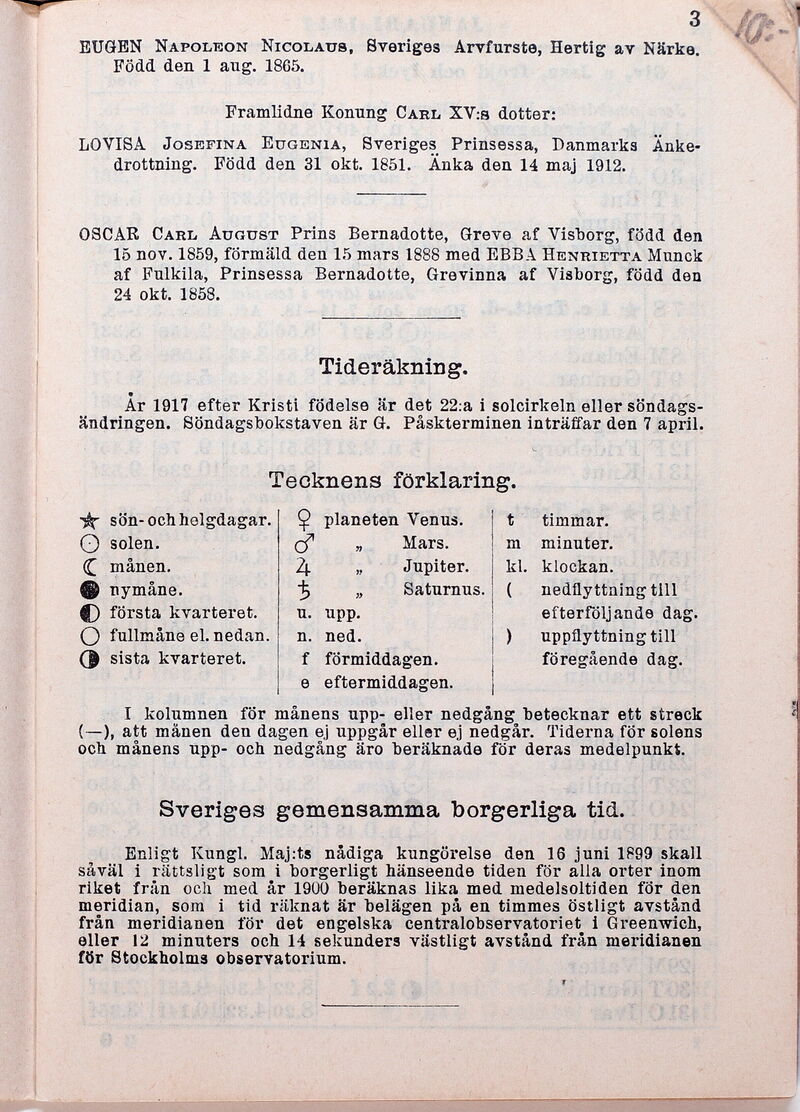 3
10:-
EUGEN NAPOLEON NICOLAUS, Sveriges Arvfurste, Hertig av Närke.
Född den 1 aug. 1865.
Framlidne Konung CARL XV:s dotter:
LOVISA JOSEFINA EUGENIA, Sveriges Prinsessa, Danmarks Änke-
drottning. Född den 31 okt. 1851. Änka den 14 maj 1912.
OSCAR CARL AUGUST Prins Bernadotte, Greve af Visborg, född den
15 nov. 1859, förmäld den 15 mars 1888 med EBBA HENRIETTA Munck
af Fulkila, Prinsessa Bernadotte, Grevinna af Visborg, född den
24 okt. 1858.
Tideräkning.
År 1917 efter Kristi födelse är det 22:a i solcirkeln eller söndags-
ändringen. Söndagsbokstaven är G. Påskterminen inträffar den 7 april.
Tecknens förklaring.
★ sön- och helgdagar.
☉ solen.
☾ månen.
nymåne.
första kvarteret.
fullmåne el. nedan.
sista kvarteret.
♀ planeten Venus.
♂ „ Mars.
♃ „ Jupiter.
♄ „ Saturnus.
u. upp.
n. ned.
f förmiddagen.
e eftermiddagen.
t timmar.
m minuter.
kl. klockan.
( nedflyttning till
efterföljande dag.
) uppflyttning till
föregående dag.
I kolumnen för månens upp- eller nedgång betecknar ett streck
(—), att månen den dagen ej uppgår eller ej nedgår. Tiderna för solens
och månens upp- och nedgång äro beräknade för deras medelpunkt.
Sveriges gemensamma borgerliga tid.
Enligt Kungl. Maj:ts nådiga kungörelse den 16 juni 1899 skall
såväl i rättsligt som i borgerligt hänseende tiden för alla orter inom
riket från och med år 1900 beräknas lika med medelsoltiden för den
meridian, som i tid räknat är belägen på en timmes östligt avstånd
från meridianen för det engelska centralobservatoriet i Greenwich,
eller 12 minuters och 14 sekunders västligt avstånd från meridianen
för Stockholms observatorium.